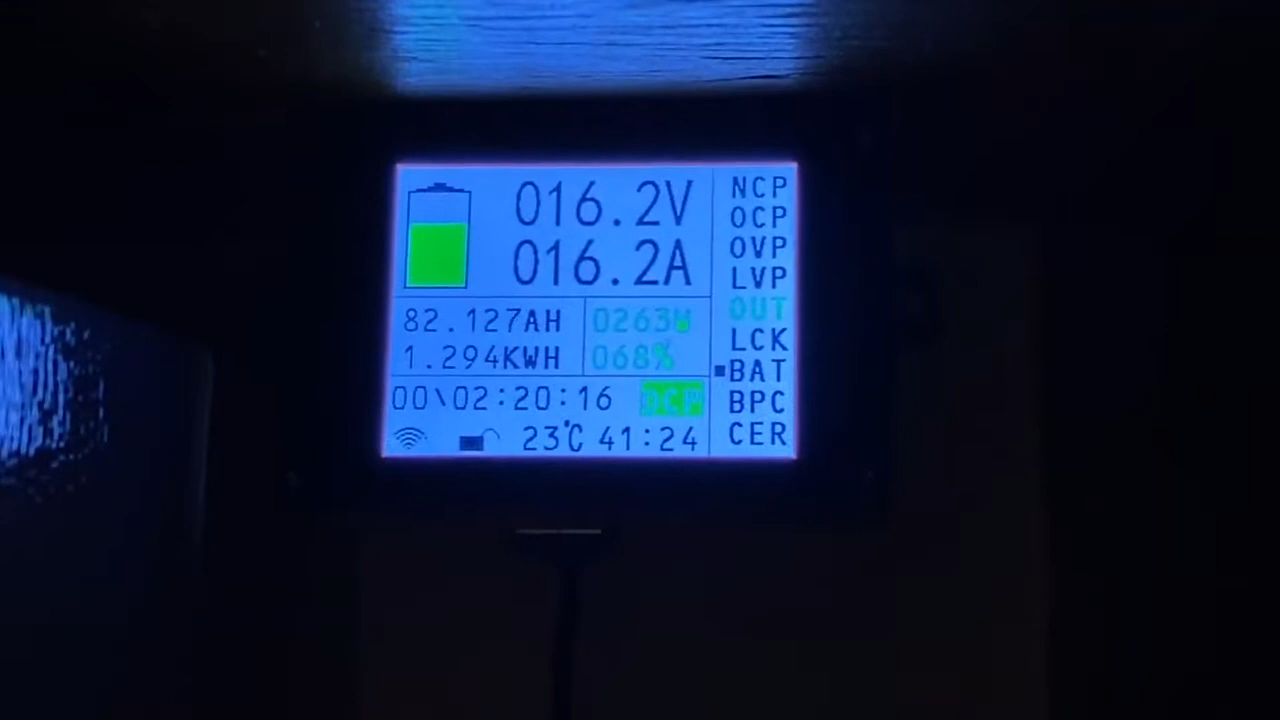 016.2V
016.2A
82.127AH
1.294KWH
0263W
068%
00\02:20:16
DCP
23℃ 41:24
NCP
OCP
OVP
LVP
OUT
LCK
BAT
BPC
CER